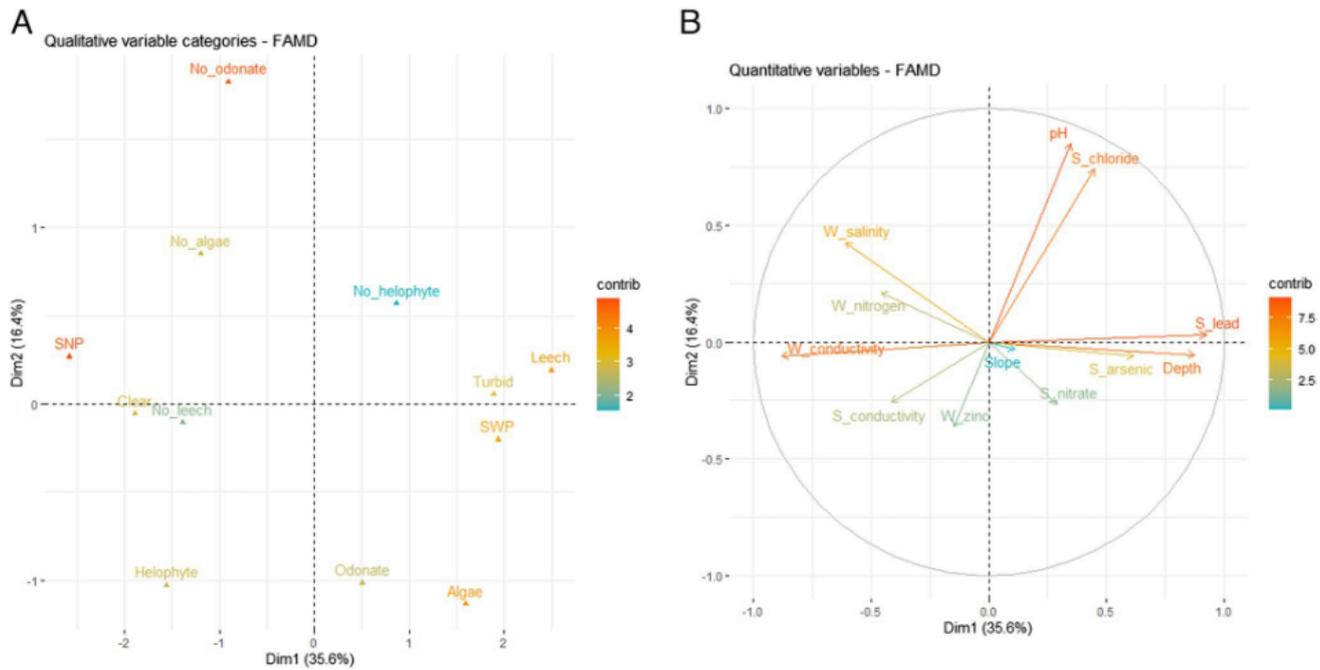 A
Qualitative variable categories - FAMD
No_odonate
No_algae
No_helophyte
SNP
Leech
Turbid
Clear
No_leech
SWP
Helophyte
Odonate
Algae
1
0
-1
-2
-1
0
1
2
Dim2 (16.4%)
Dim1 (35.6%)
contrib
4
3
2
B
Quantitative variables - FAMD
pH
S_chloride
W_salinity
W_nitrogen
S_lead
W_conductivity
Slope
S_arsenic
Depth
S_nitrate
S_conductivity
W_zinc
1.0
0.5
0.0
-0.5
-1.0
-1.0
-0.5
0.0
0.5
1.0
Dim2 (16.4%)
Dim1 (35.6%)
contrib
7.5
5.0
2.5